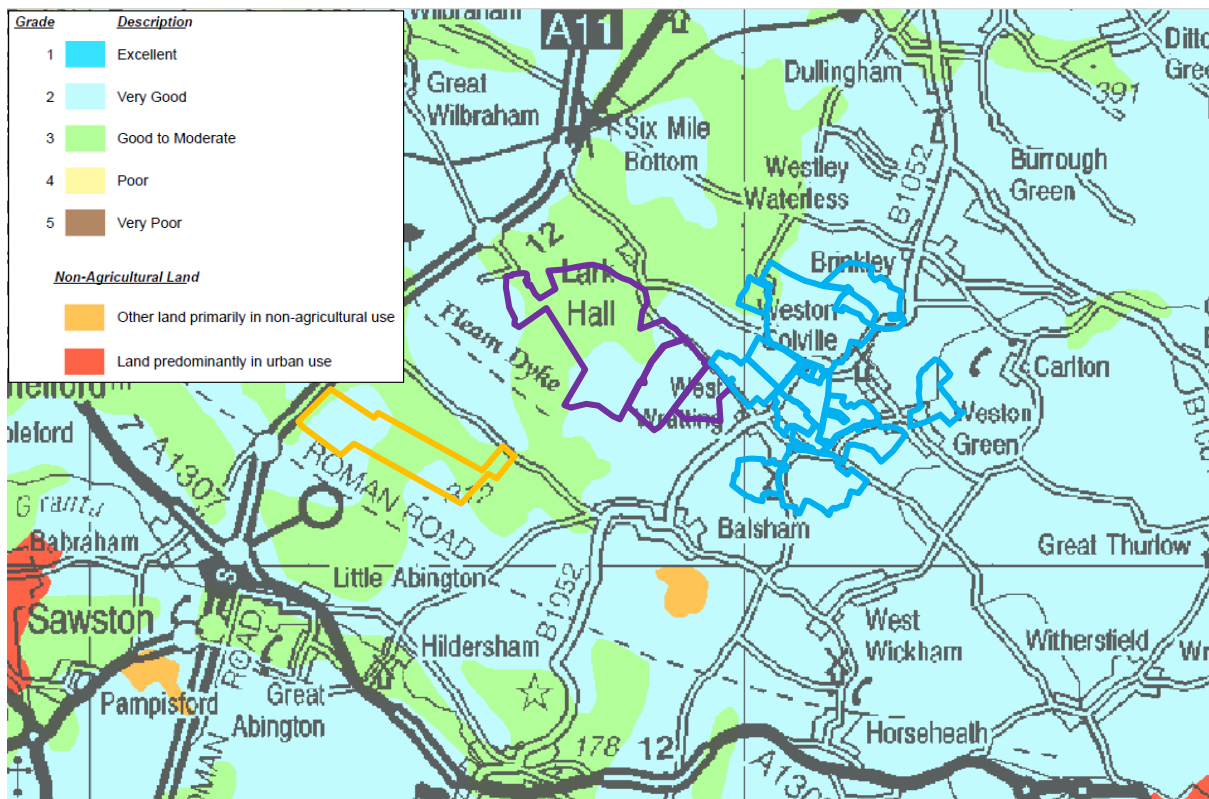 Grade Description
1 Excellent
2 Very Good
3 Good to Moderate
4 Poor
5 Very Poor
Non-Agricultural Land
Other land primarily in non-agricultural use
Land predominantly in urban use
A11
Great
Wilbraham
Six Mile
Bottom
Dullingham
391
Westley
Waterless
B1052
Burrough
Green
12
Lark
Hall
Brinkley
Weston
Colville
Fleam Dyke
Carlton
West
Wratting
Weston
Green
A1307
ROMAN ROAD
Granta
Babraham
Balsham
Great Thurlow
Little Abington
B1052
S
Sawston
ROAD
Hildersham
West
Wickham
Withersfield
Pampisford
Great
Abington
178
12
Horseheath